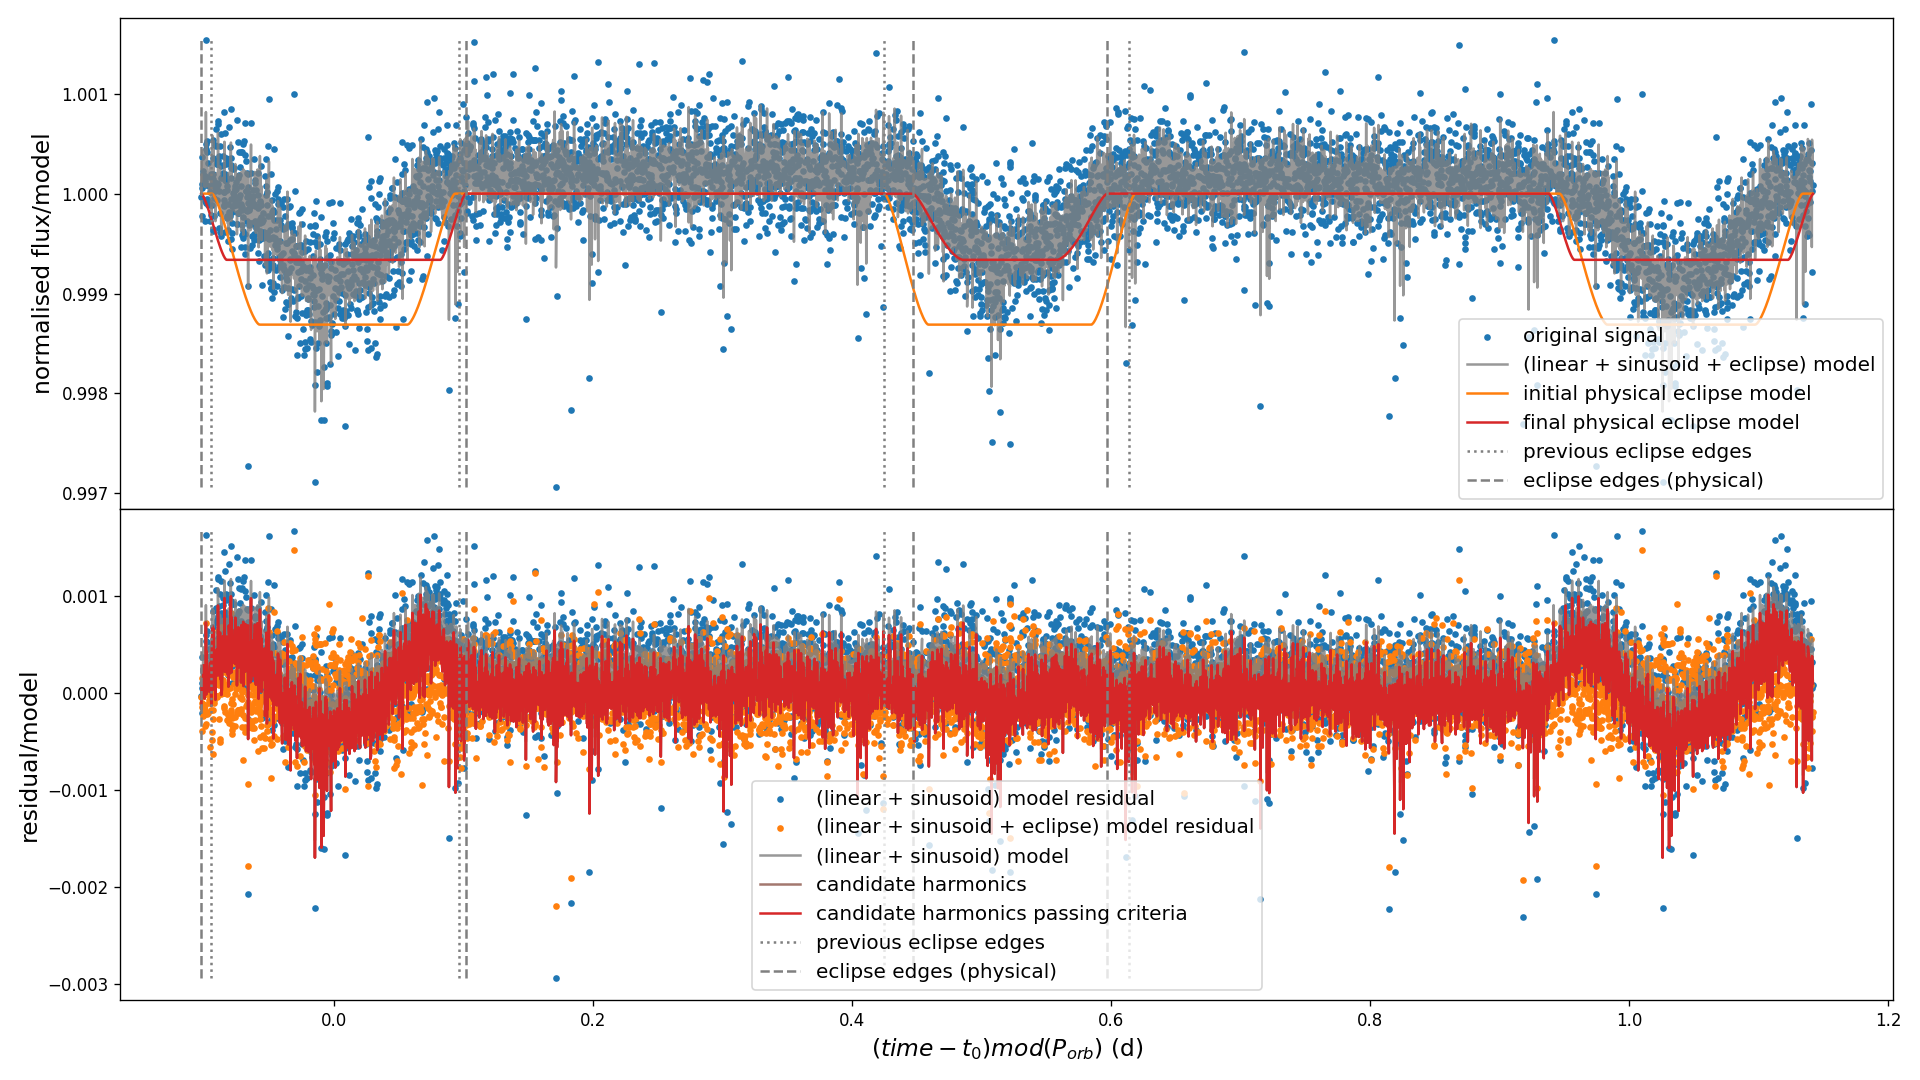 normalised flux/model
1.001
1.000
0.999
0.998
0.997
original signal
(linear + sinusoid + eclipse) model
initial physical eclipse model
final physical eclipse model
previous eclipse edges
eclipse edges (physical)
residual/model
0.001
0.000
−0.001
−0.002
−0.003
(linear + sinusoid) model residual
(linear + sinusoid + eclipse) model residual
(linear + sinusoid) model
candidate harmonics
candidate harmonics passing criteria
previous eclipse edges
eclipse edges (physical)
0.0 0.2 0.4 0.6 0.8 1.0 1.2
(time − t₀)mod(P_orb) (d)